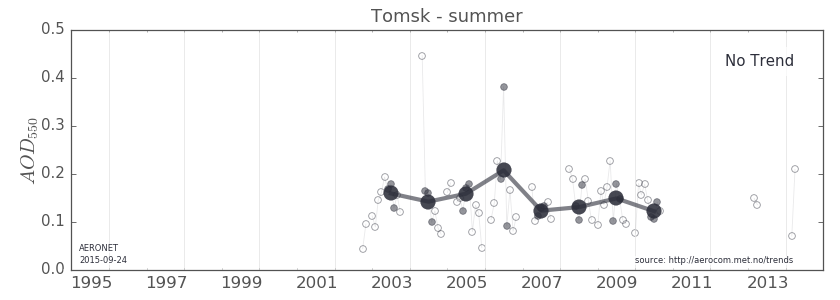 Tomsk - summer
0.5
No Trend
0.4
0.3
AOD550
0.2
0.1
AERONET
2015-09-24
source: http://aerocom.met.no/trends
0.0
1995 1997 1999 2001 2003 2005 2007 2009 2011 2013